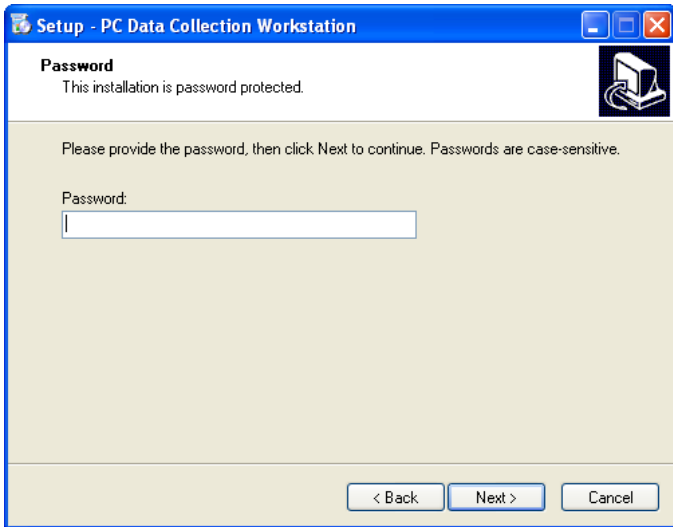 Setup - PC Data Collection Workstation
Password
This installation is password protected.
Please provide the password, then click Next to continue. Passwords are case-sensitive.
Password:
< Back Next > Cancel